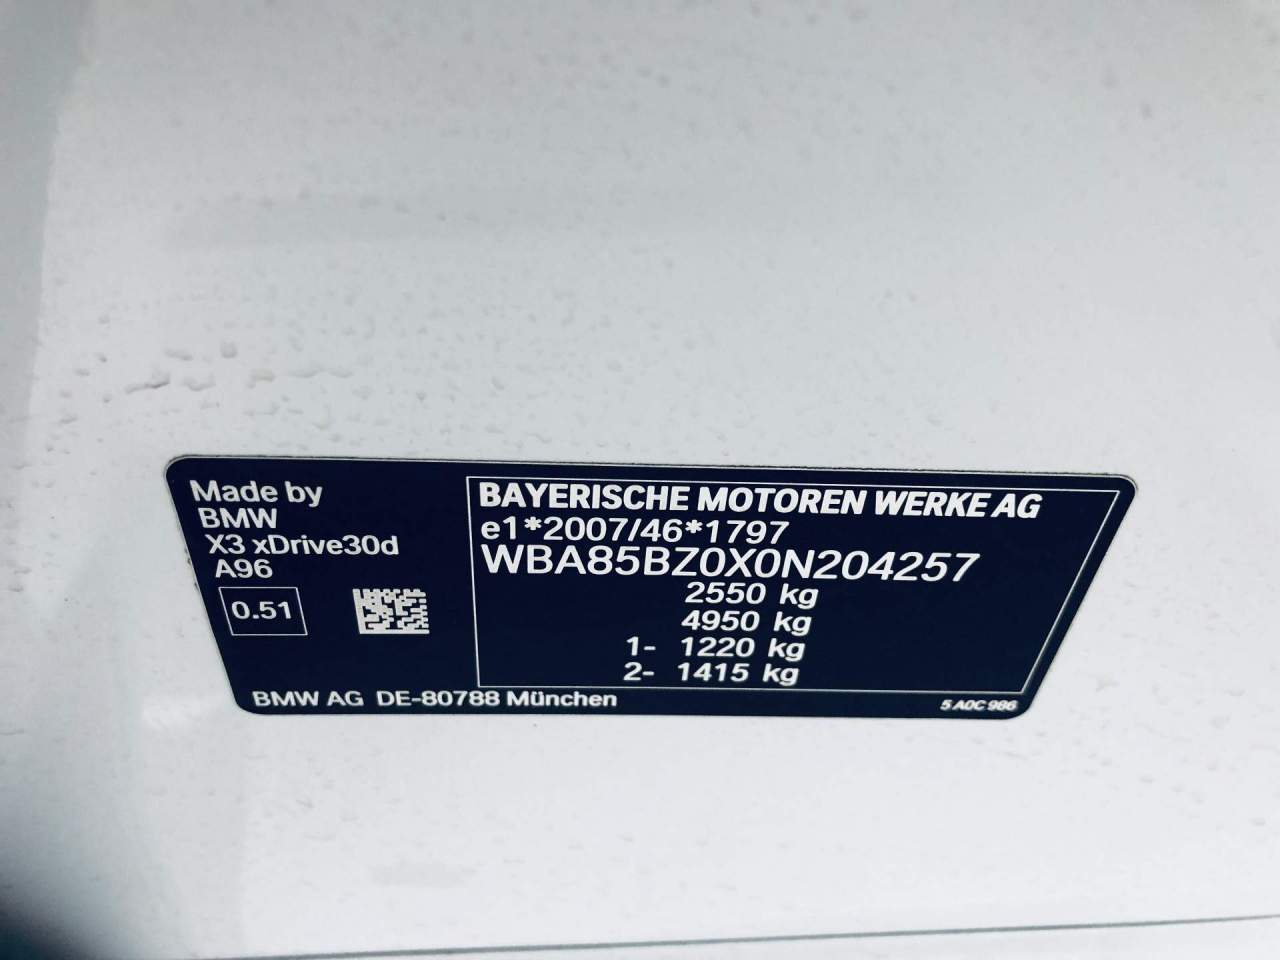 Made by
BMW
X3 xDrive30d
A96
0.51
BAYERISCHE MOTOREN WERKE AG
e1*2007/46*1797
WBA85BZ0X0N204257
2550 kg
4950 kg
1- 1220 kg
2- 1415 kg
BMW AG DE-80788 München
5 A0C 986